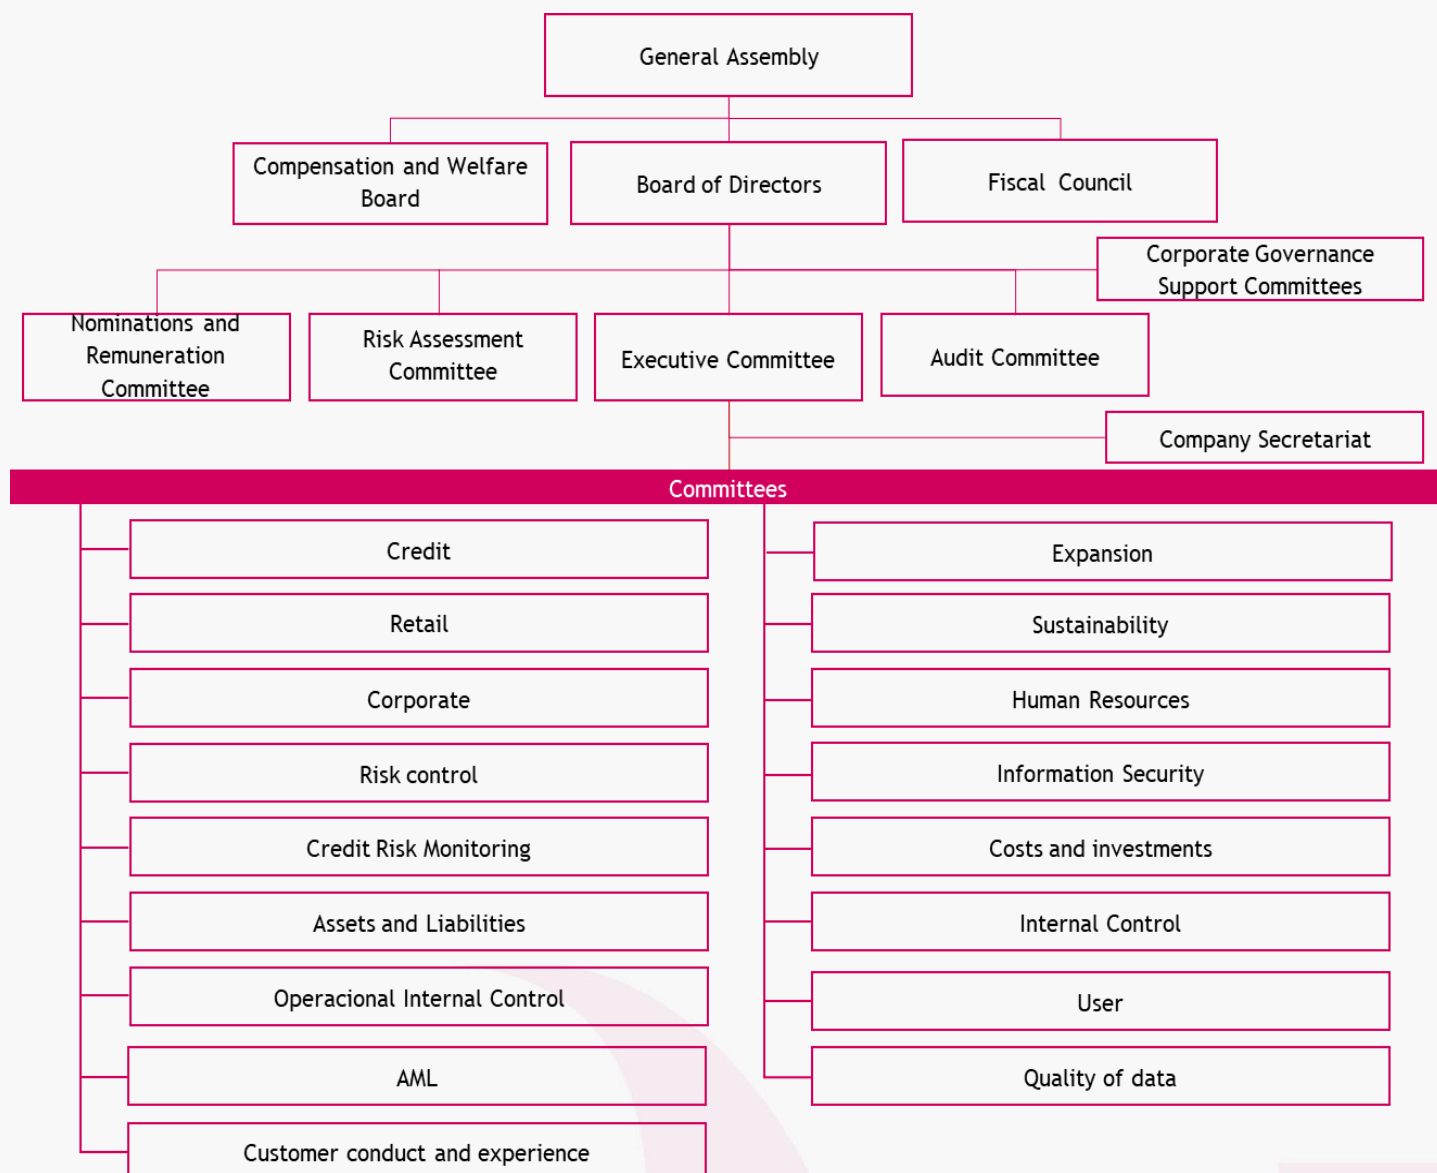 General Assembly
Compensation and Welfare
Board
Board of Directors
Fiscal Council
Corporate Governance
Support Committees
Nominations and
Remuneration
Committee
Risk Assessment
Committee
Executive Committee
Audit Committee
Company Secretariat
Committees
Credit
Retail
Corporate
Risk control
Credit Risk Monitoring
Assets and Liabilities
Operacional Internal Control
AML
Customer conduct and experience
Expansion
Sustainability
Human Resources
Information Security
Costs and investments
Internal Control
User
Quality of data